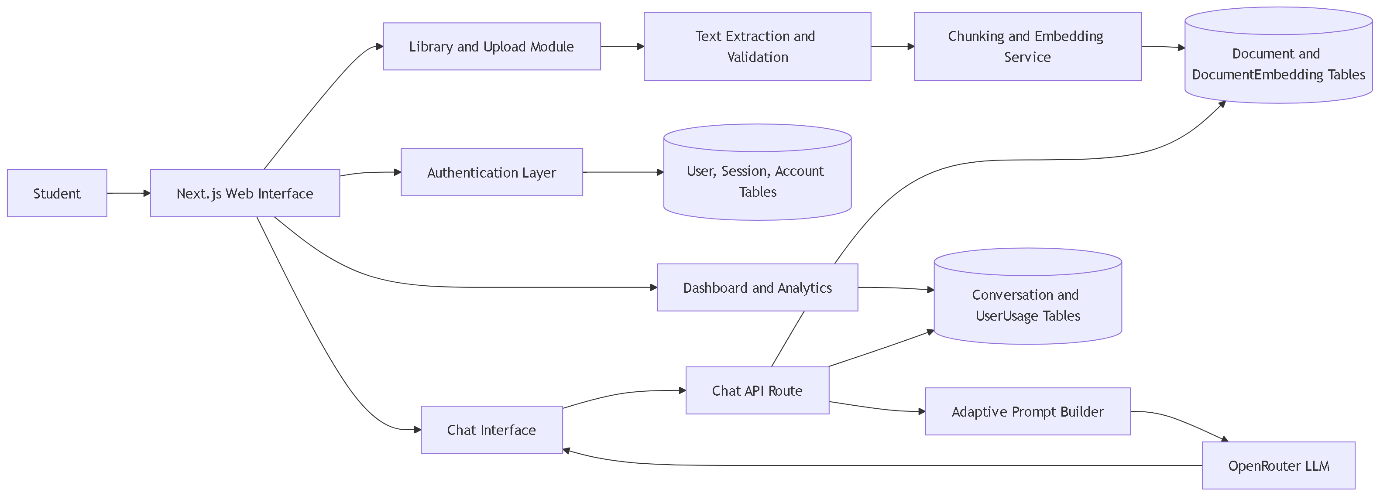 Library and Upload Module
Text Extraction and
Validation
Chunking and Embedding
Service
Document and
DocumentEmbedding Tables
Student
Next.js Web Interface
Authentication Layer
User, Session, Account
Tables
Dashboard and Analytics
Conversation and
UserUsage Tables
Chat Interface
Chat API Route
Adaptive Prompt Builder
OpenRouter LLM